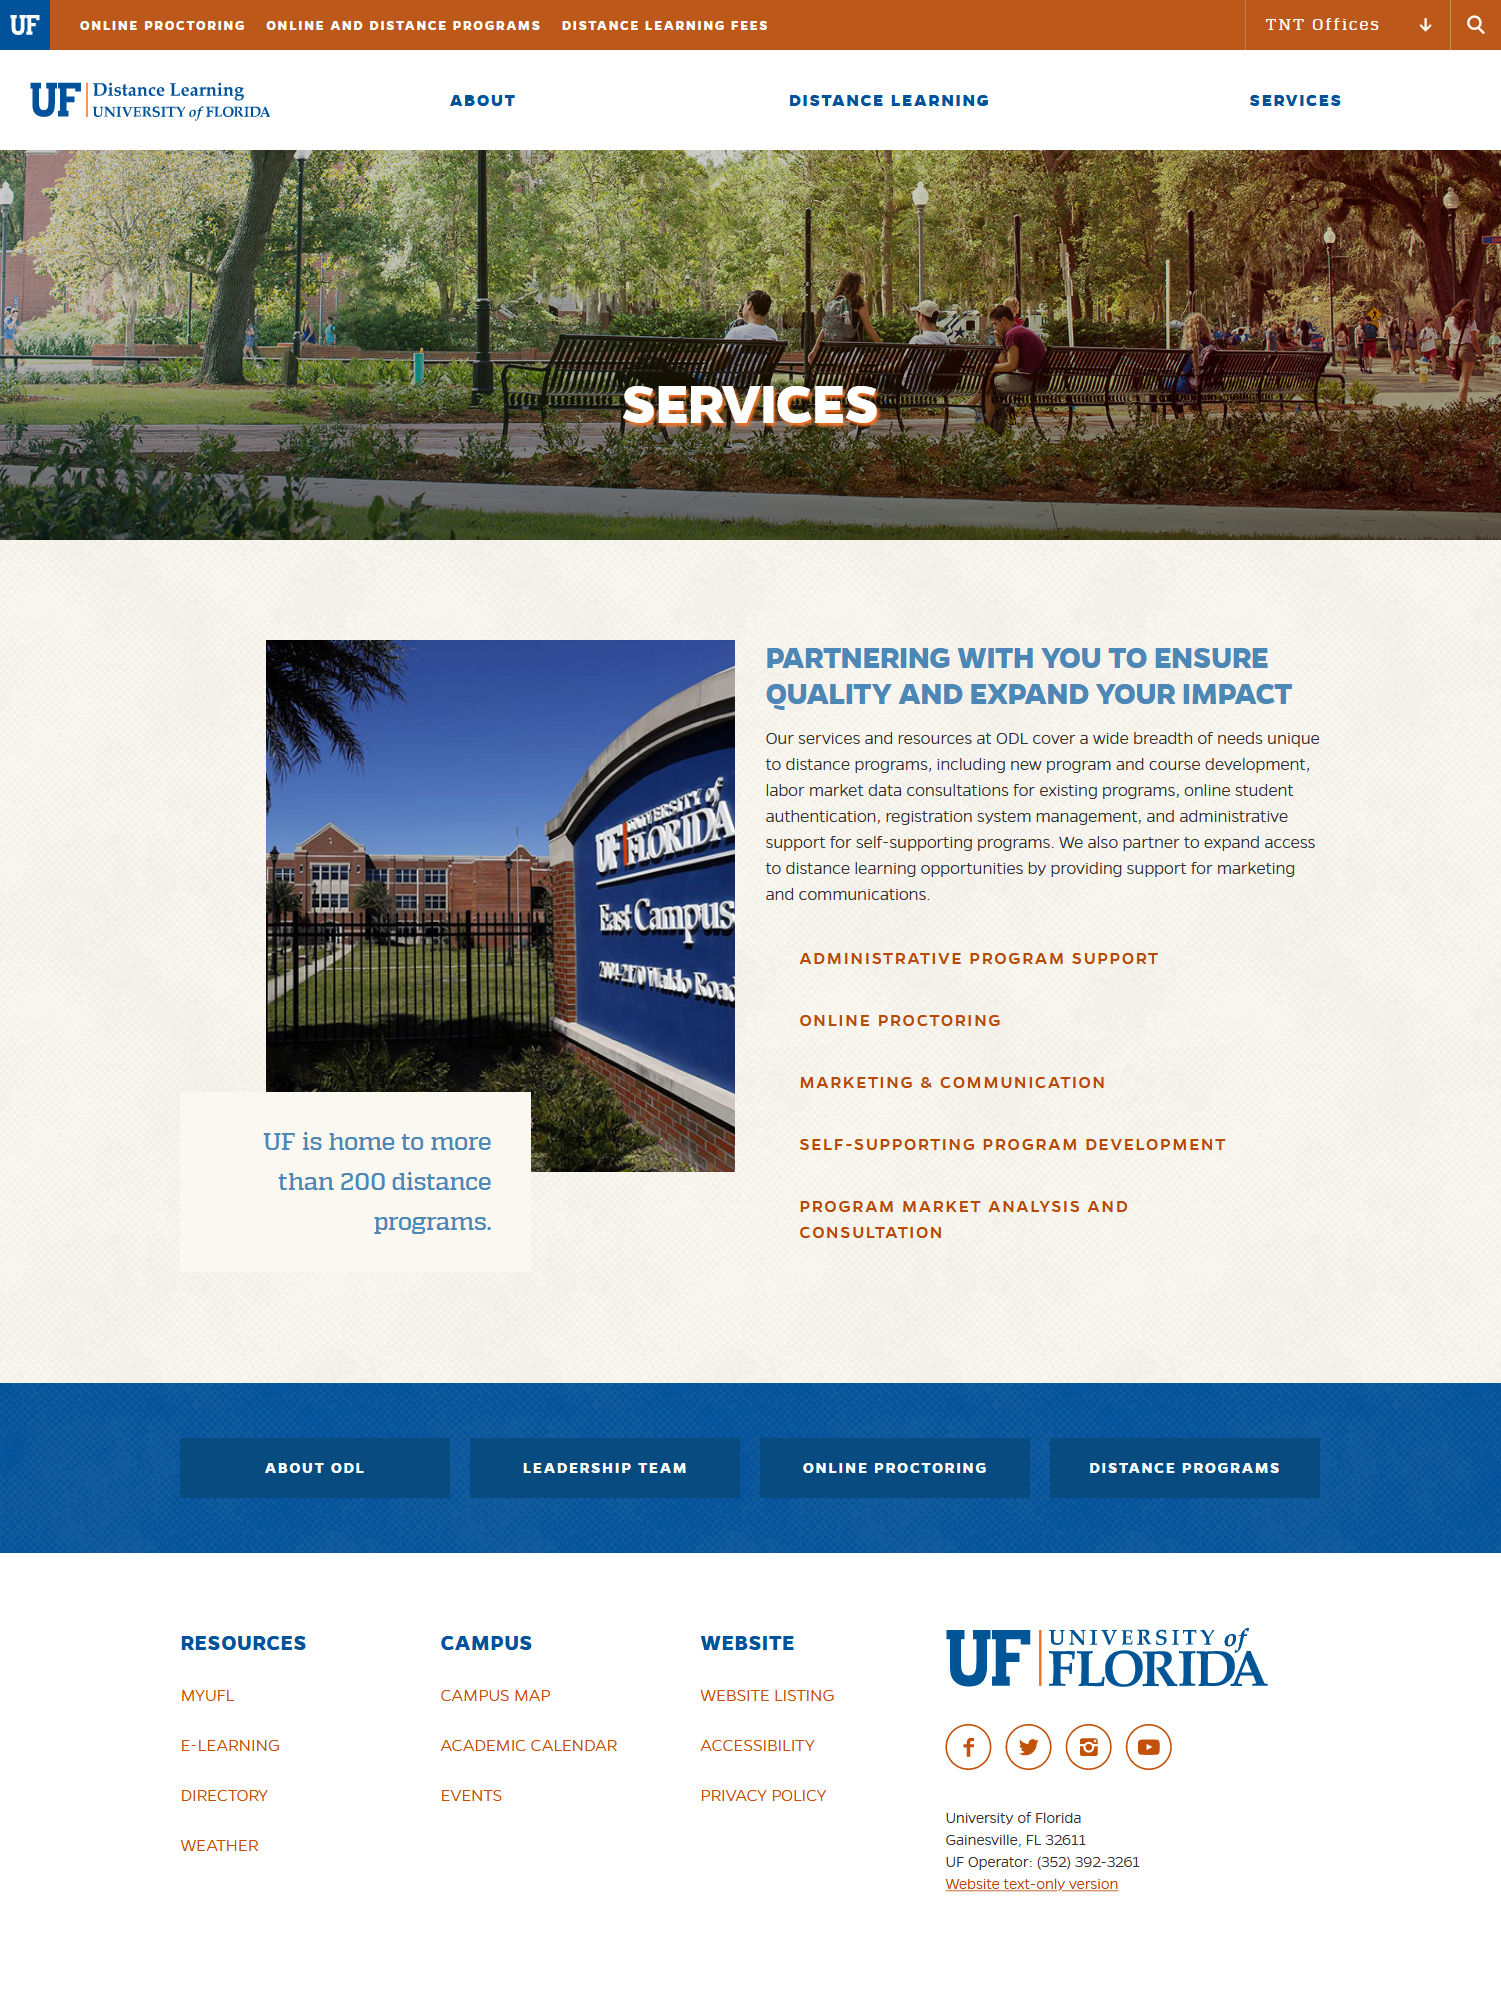 UF
ONLINE PROCTORING
ONLINE AND DISTANCE PROGRAMS
DISTANCE LEARNING FEES
TNT Offices
UF Distance Learning
UNIVERSITY of FLORIDA
ABOUT
DISTANCE LEARNING
SERVICES
SERVICES
UF UNIVERSITY of
FLORIDA
East Campus
2004-2170 Waldo Road
UF is home to more
than 200 distance
programs.
PARTNERING WITH YOU TO ENSURE
QUALITY AND EXPAND YOUR IMPACT
Our services and resources at ODL cover a wide breadth of needs unique
to distance programs, including new program and course development,
labor market data consultations for existing programs, online student
authentication, registration system management, and administrative
support for self-supporting programs. We also partner to expand access
to distance learning opportunities by providing support for marketing
and communications.
ADMINISTRATIVE PROGRAM SUPPORT
ONLINE PROCTORING
MARKETING & COMMUNICATION
SELF-SUPPORTING PROGRAM DEVELOPMENT
PROGRAM MARKET ANALYSIS AND
CONSULTATION
ABOUT ODL
LEADERSHIP TEAM
ONLINE PROCTORING
DISTANCE PROGRAMS
RESOURCES
MYUFL
E-LEARNING
DIRECTORY
WEATHER
CAMPUS
CAMPUS MAP
ACADEMIC CALENDAR
EVENTS
WEBSITE
WEBSITE LISTING
ACCESSIBILITY
PRIVACY POLICY
UF UNIVERSITY of
FLORIDA
University of Florida
Gainesville, FL 32611
UF Operator: (352) 392-3261
Website text-only version